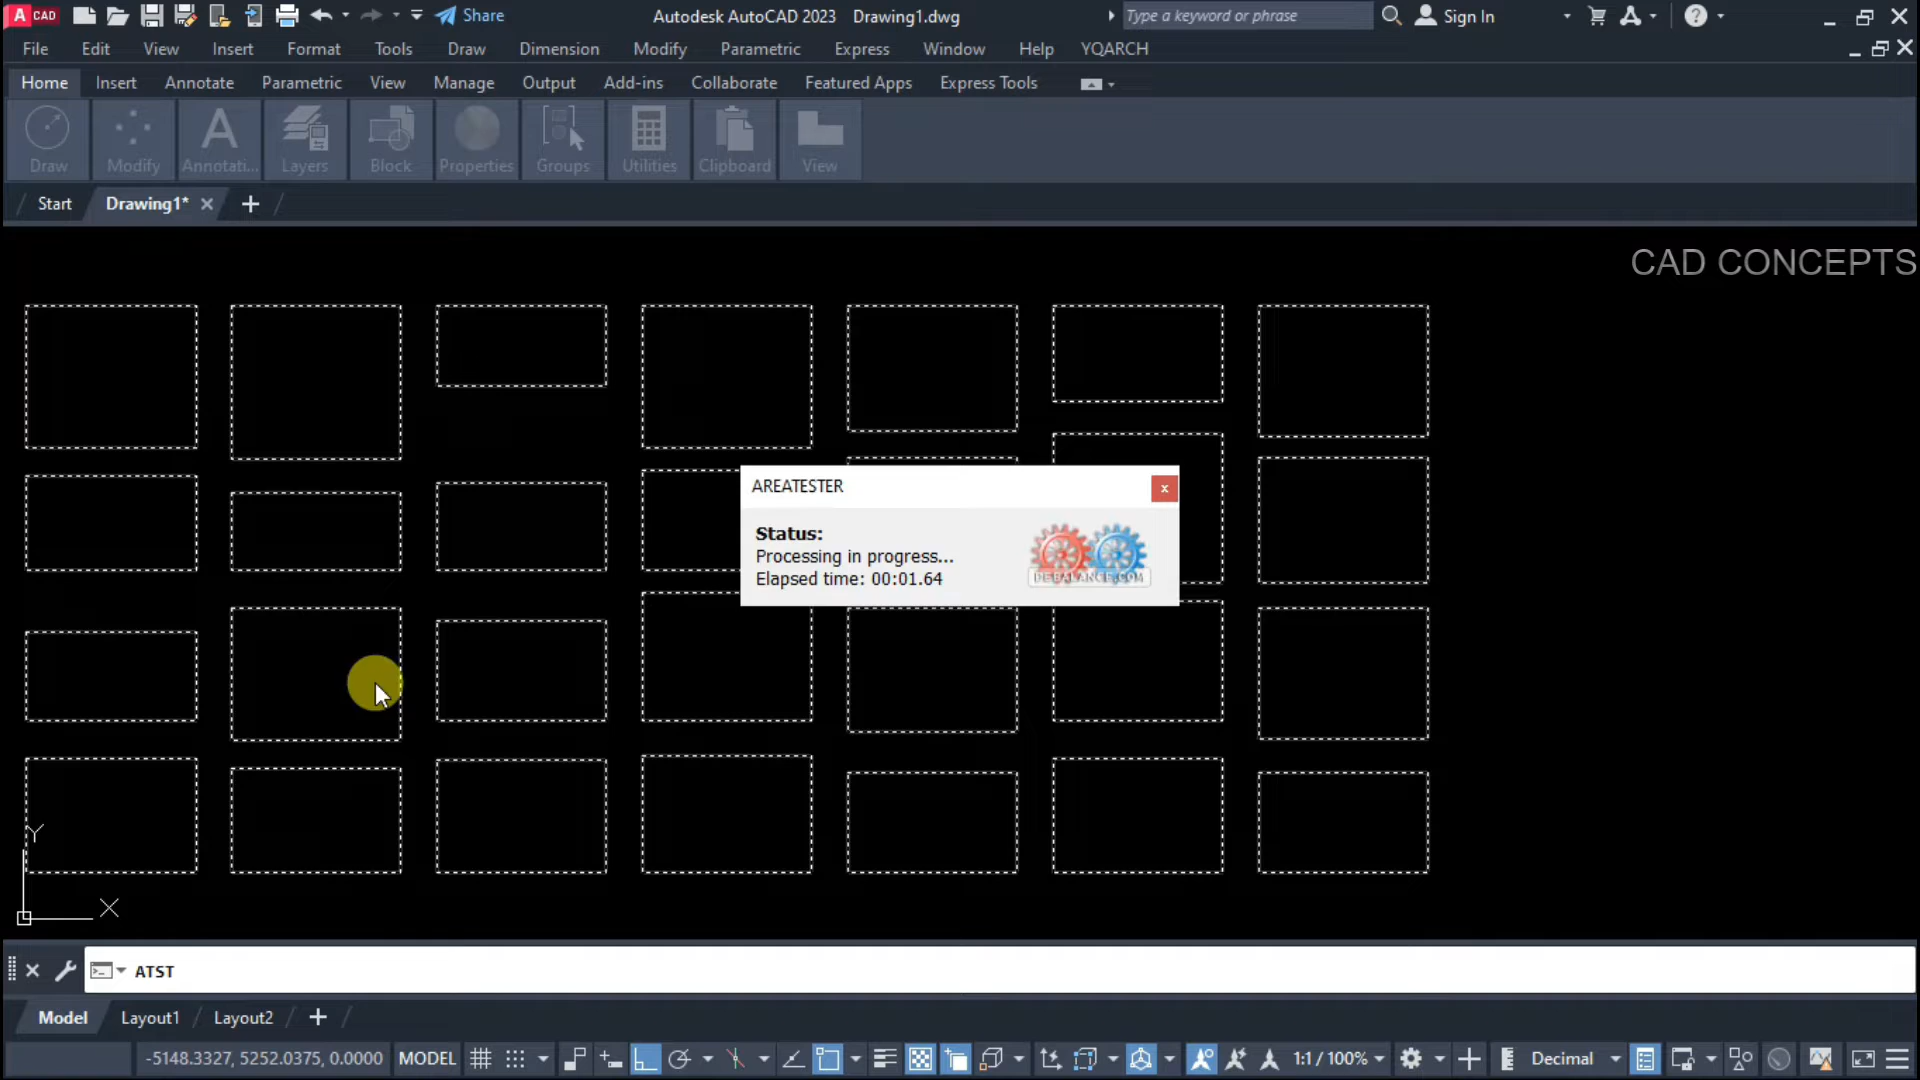 A CAD Share Autodesk AutoCAD 2023 Drawing1.dwg Type a keyword or phrase Sign In
File Edit View Insert Format Tools Draw Dimension Modify Parametric Express Window Help YQARCH
Home Insert Annotate Parametric View Manage Output Add-ins Collaborate Featured Apps Express Tools
Draw Modify Annotati... Layers Block Properties Groups Utilities Clipboard View
Start Drawing1*
CAD CONCEPTS
AREATESTER
Status:
Processing in progress...
Elapsed time: 00:01.64
DE-BALANCE.COM
Y
X
ATST
Model Layout1 Layout2
-5148.3327, 5252.0375, 0.0000 MODEL 1:1 / 100% Decimal